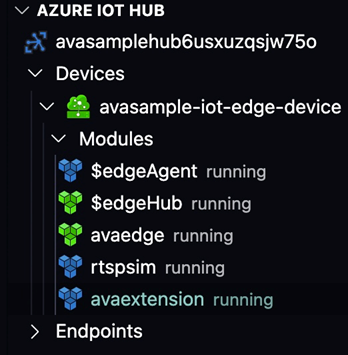 AZURE IOT HUB
avasamplehub6usxuzqsjw75o
Devices
avasample-iot-edge-device
Modules
$edgeAgent running
$edgeHub running
avaedge running
rtspsim running
avaextension running
Endpoints